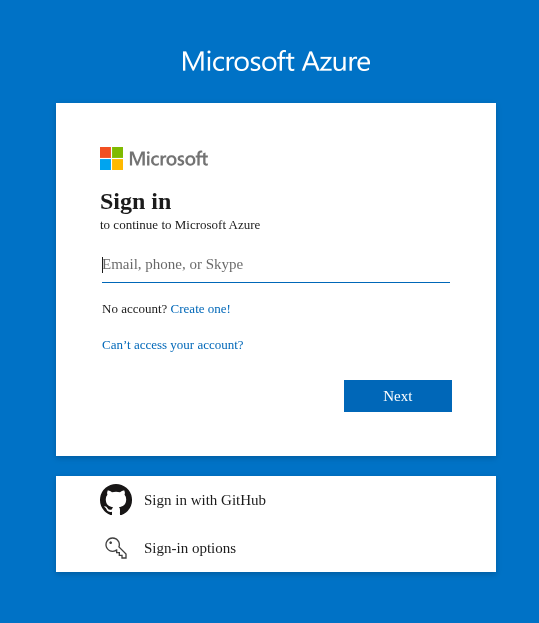 Microsoft Azure
Microsoft
Sign in
to continue to Microsoft Azure
Email, phone, or Skype
No account? Create one!
Can’t access your account?
Next
Sign in with GitHub
Sign-in options